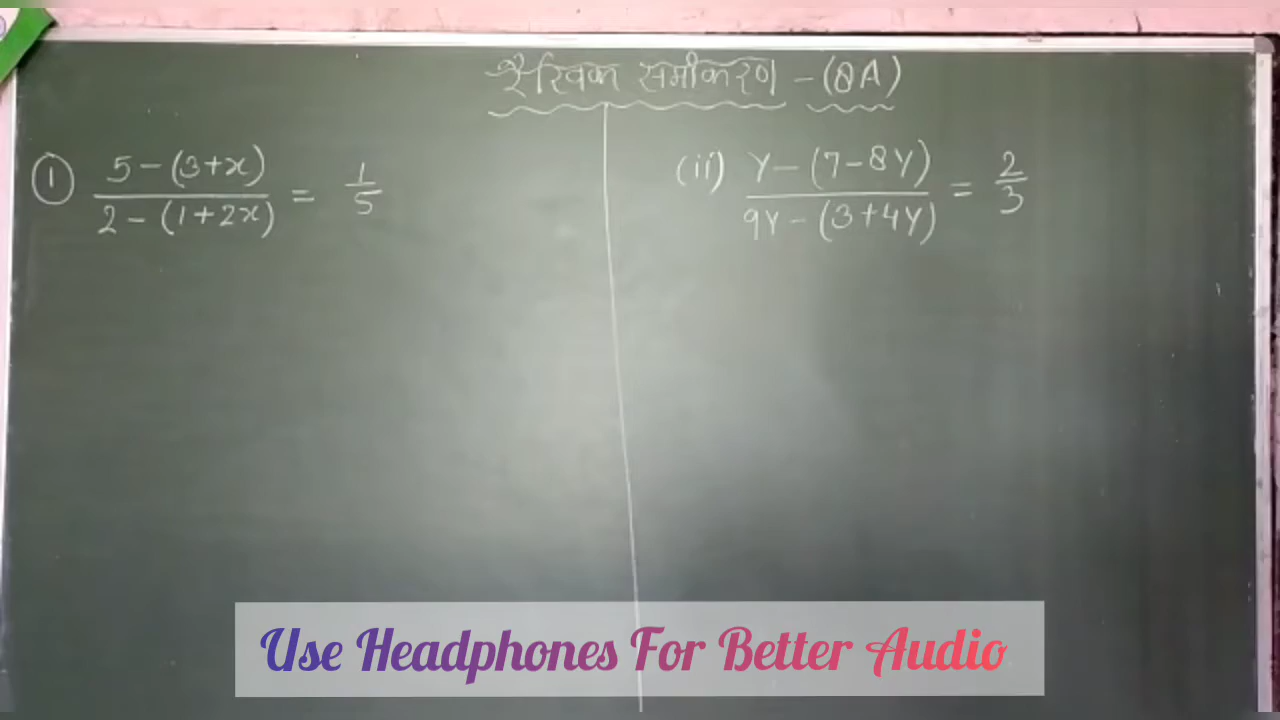 रैखिक समीकरण - (8A)
① 5-(3+x)/2-(1+2x) = 1/5
(ii) Y-(7-8Y)/9Y-(3+4Y) = 2/3
Use Headphones For Better Audio